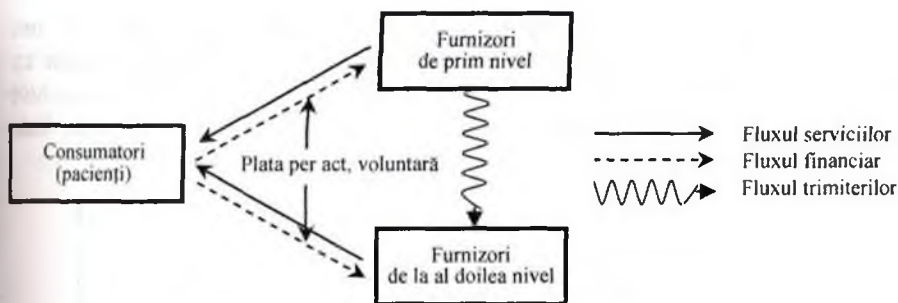 Furnizori
de prim nivel
Consumatori
(pacienți)
Plata per act, voluntară
Furnizori
de la al doilea nivel
Fluxul serviciilor
Fluxul financiar
Fluxul trimiterilor